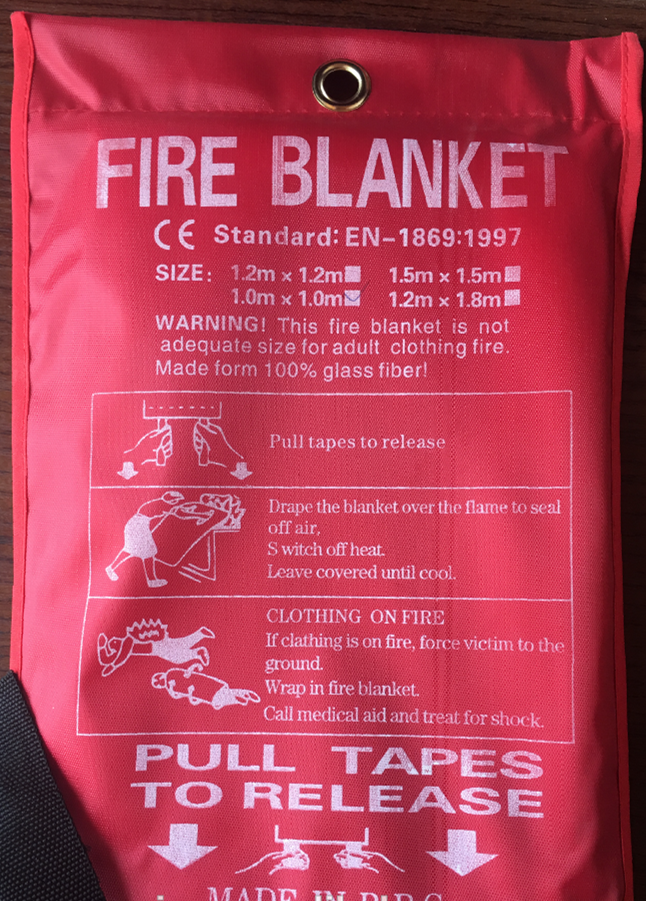 FIRE BLANKET
CE Standard: EN-1869:1997
SIZE: 1.2m × 1.2m 1.5m × 1.5m
1.0m × 1.0m 1.2m × 1.8m
WARNING! This fire blanket is not
adequate size for adult clothing fire.
Made form 100% glass fiber!
Pull tapes to release
Drape the blanket over the flame to seal
off air,
S witch off heat.
Leave covered until cool.
CLOTHING ON FIRE
If clathing is on fire, force victim to the
ground.
Wrap in fire blanket.
Call medical aid and treat for shock.
PULL TAPES
TO RELEASE
MADE IN P.R.C